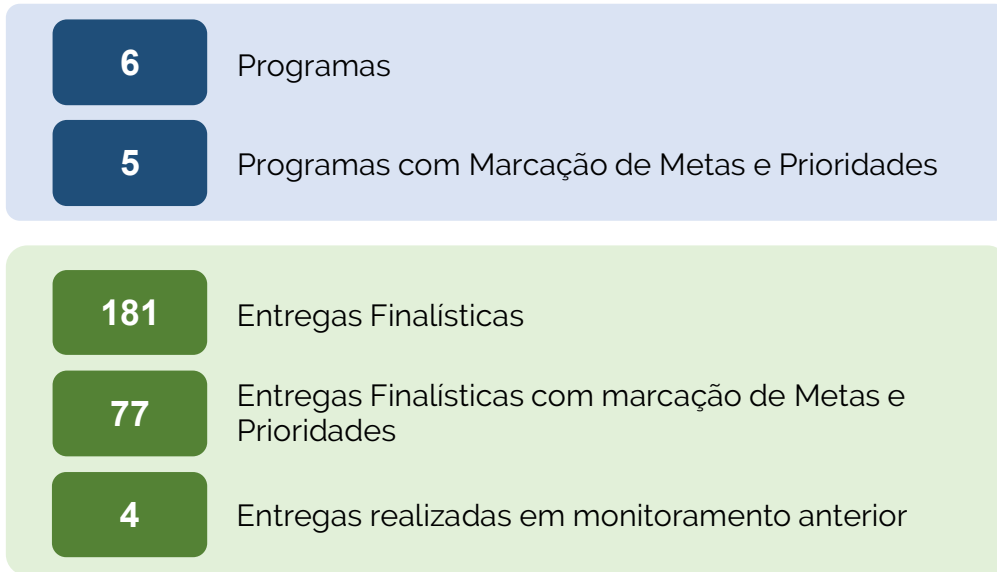 6
Programas
5
Programas com Marcação de Metas e Prioridades
181
Entregas Finalísticas
77
Entregas Finalísticas com marcação de Metas e
Prioridades
4
Entregas realizadas em monitoramento anterior